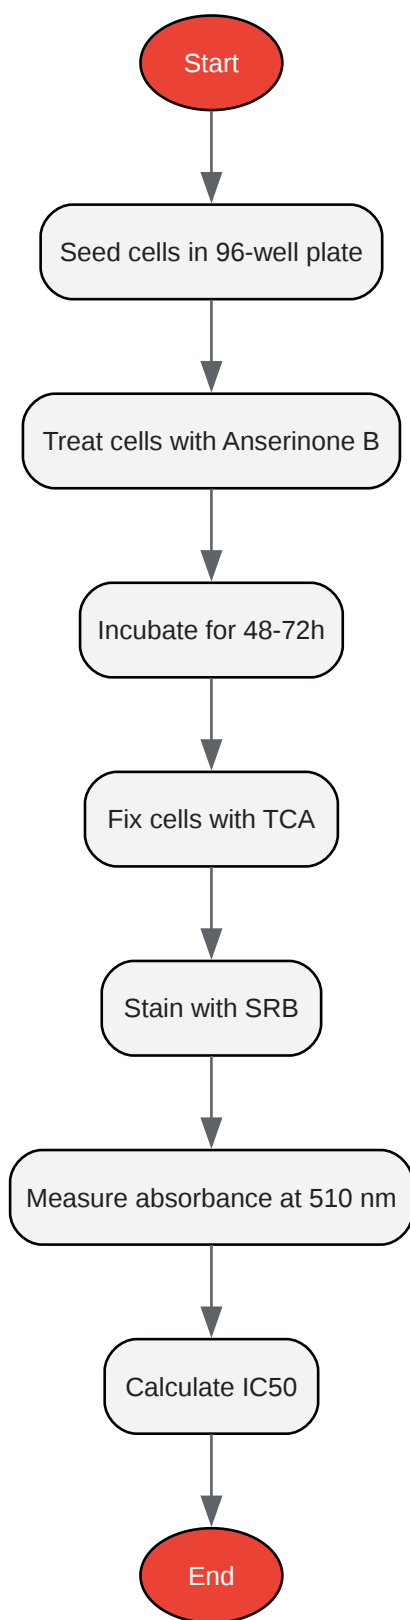 Start
Seed cells in 96-well plate
Treat cells with Anserinone B
Incubate for 48-72h
Fix cells with TCA
Stain with SRB
Measure absorbance at 510 nm
Calculate IC50
End